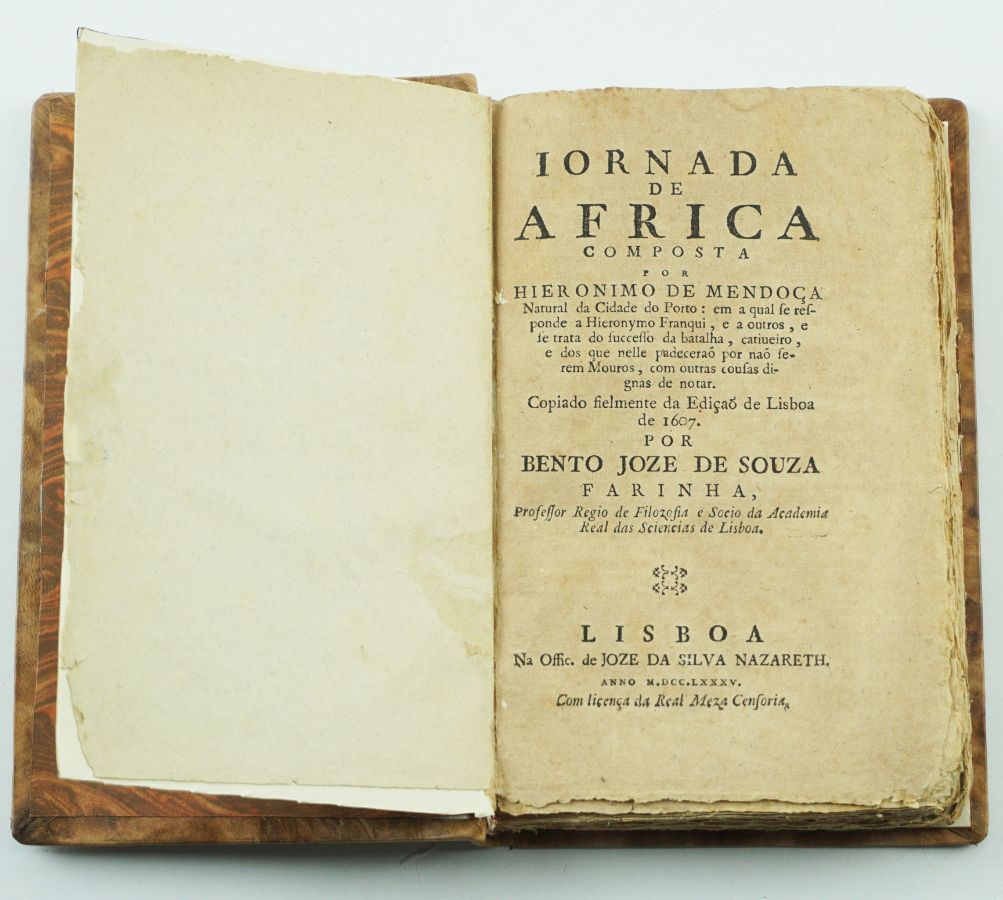 IORNADA
DE
AFRICA
COMPOSTA
POR
HIERONIMO DE MENDOÇA
Natural da Cidade do Porto : em a qual ſe reſ-
ponde a Hieronymo Franqui , e a outros , e
ſe trata do ſucceſſo da batalha , catiueiro ,
e dos que nelle padeceraõ por naõ ſe-
rem Mouros , com outras couſas di-
gnas de notar.
Copiado fielmente da Ediçaõ de Lisboa
de 1607.
POR
BENTO JOZE DE SOUZA
FARINHA,
Profeſſor Regio de Filozofia e Socio da Academia
Real das Sciencias de Lisboa.
LISBOA
Na Offic. de JOZE DA SILVA NAZARETH.
ANNO M.DCC.LXXXV.
Com licença da Real Meza Cenſoria,